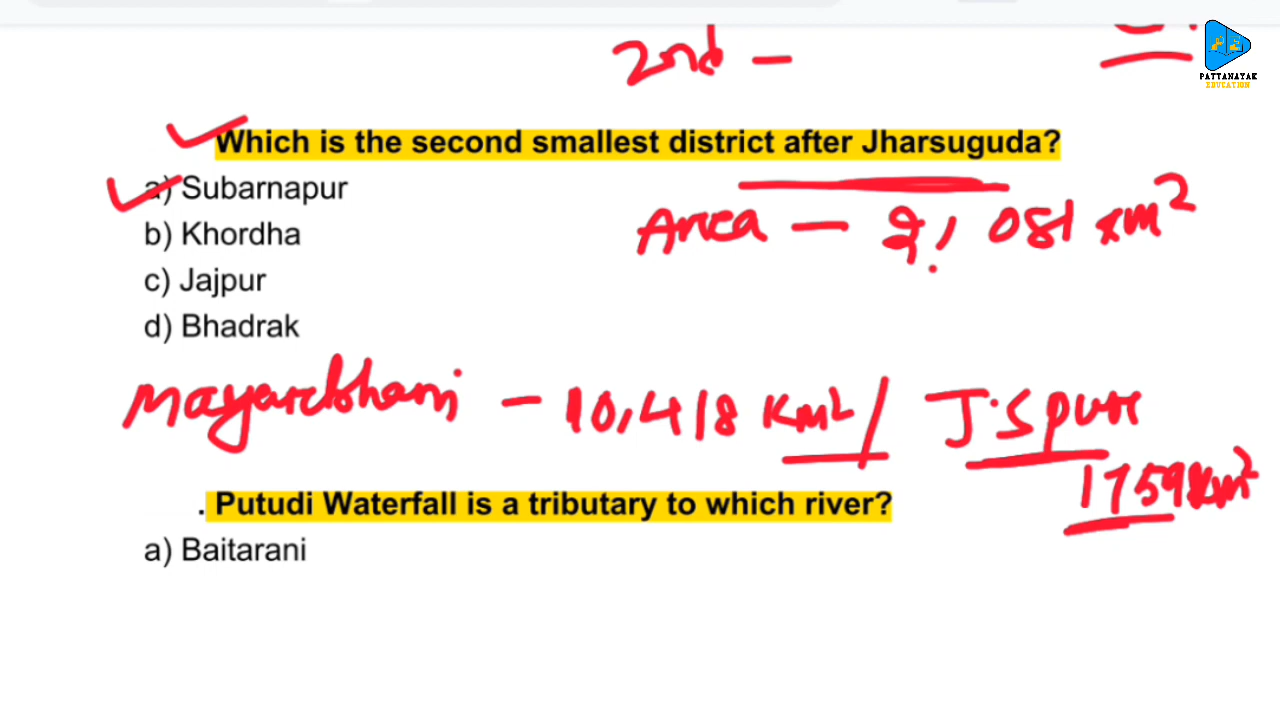 2nd -
PATTANAYAK
EDUCATION
Which is the second smallest district after Jharsuguda?
a) Subarnapur
Area - 2,081 km²
b) Khordha
c) Jajpur
d) Bhadrak
Mayurbhanj - 10,418 km² / J.S pur
1759 km²
. Putudi Waterfall is a tributary to which river?
a) Baitarani